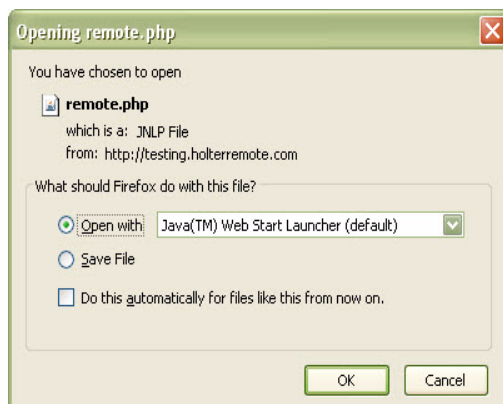 Opening remote.php
You have chosen to open
remote.php
which is a: JNLP File
from: http://testing.holterremote.com
What should Firefox do with this file?
Open with Java(TM) Web Start Launcher (default)
Save File
Do this automatically for files like this from now on.
OK Cancel